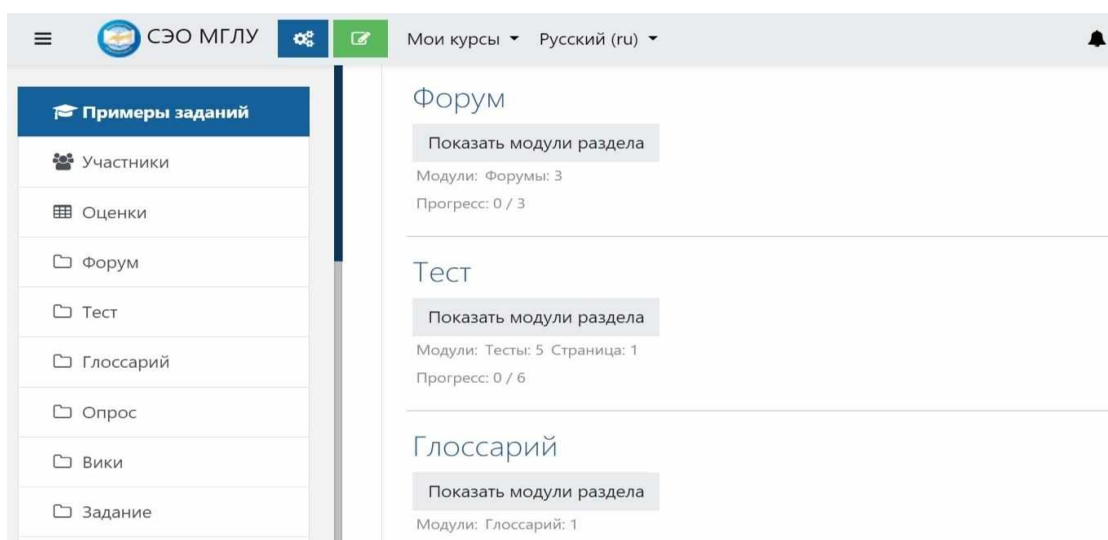 СЭО МГЛУ
Мои курсы
Русский (ru)
Примеры заданий
Участники
Оценки
Форум
Тест
Глоссарий
Опрос
Вики
Задание
Форум
Показать модули раздела
Модули: Форумы: 3
Прогресс: 0 / 3
Тест
Показать модули раздела
Модули: Тесты: 5 Страница: 1
Прогресс: 0 / 6
Глоссарий
Показать модули раздела
Модули: Глоссарий: 1